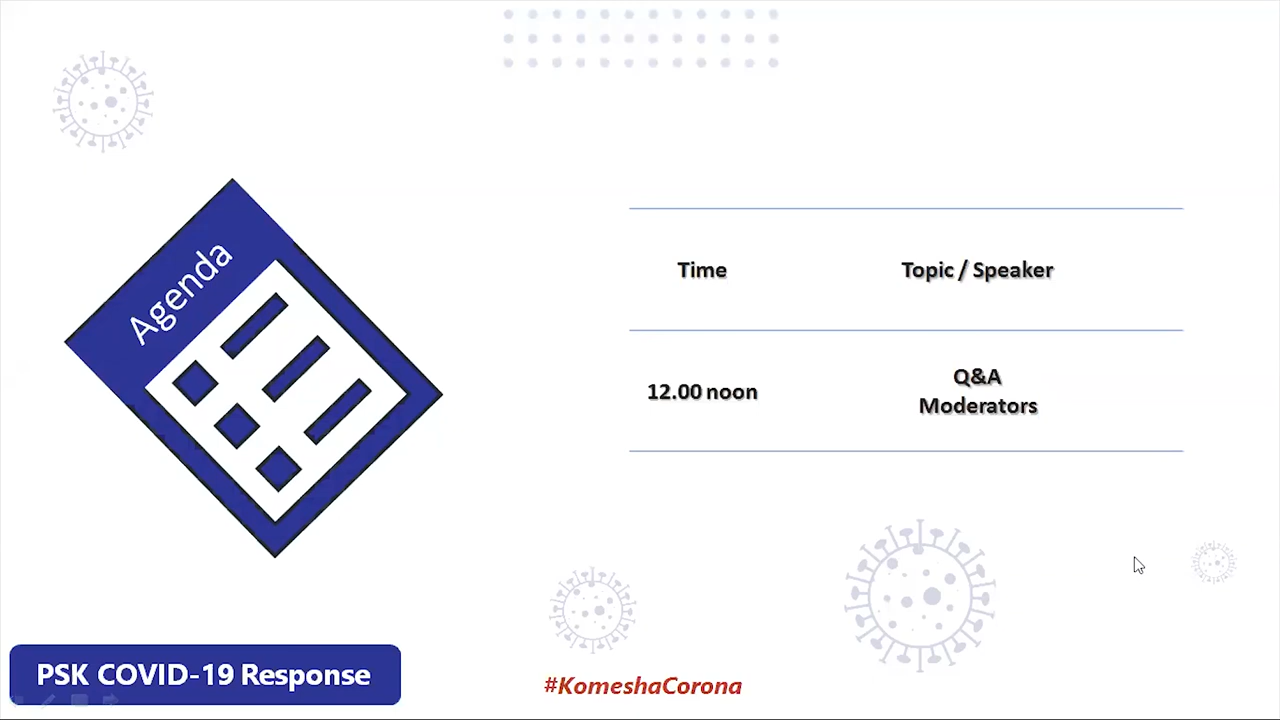 Agenda
Time
Topic / Speaker
12.00 noon
Q&A
Moderators
PSK COVID-19 Response
#KomeshaCorona